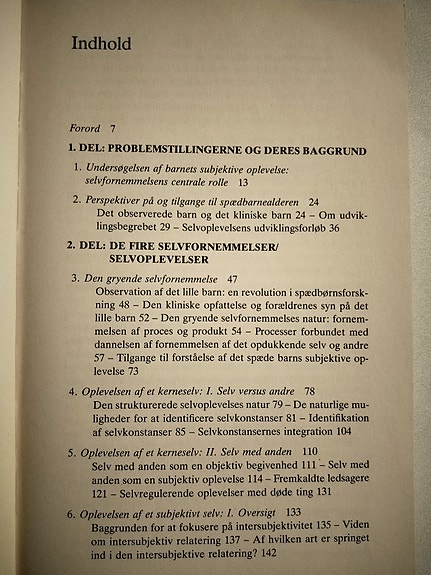 Indhold
Forord 7
1. DEL: PROBLEMSTILLINGERNE OG DERES BAGGRUND
1. Undersøgelsen af barnets subjektive oplevelse:
selvfornemmelsens centrale rolle 13
2. Perspektiver på og tilgange til spædbarnealderen 24
Det observerede barn og det kliniske barn 24 – Om udvik-
lingsbegrebet 29 – Selvoplevelsens udviklingsforløb 36
2. DEL: DE FIRE SELVFORNEMMELSER/
SELVOPLEVELSER
3. Den gryende selvfornemmelse 47
Observation af det lille barn: en revolution i spædbørnsforsk-
ning 48 – Den kliniske opfattelse og forældrenes syn på det
lille barn 52 – Den gryende selvfornemmelses natur: fornem-
melsen af proces og produkt 54 – Processer forbundet med
dannelsen af fornemmelsen af det opdukkende selv og andre
57 – Tilgange til forståelse af det spæde barns subjektive op-
levelse 73
4. Oplevelsen af et kerneselv: I. Selv versus andre 78
Den strukturerede selvoplevelses natur 79 – De naturlige mu-
ligheder for at identificere selvkonstanser 81 – Identifikation
af selvkonstanser 85 – Selvkonstansernes integration 104
5. Oplevelsen af et kerneselv: II. Selv med anden 110
Selv med anden som en objektiv begivenhed 111 – Selv med
anden som en subjektiv oplevelse 114 – Fremkaldte ledsagere
121 – Selvregulerende oplevelser med døde ting 131
6. Oplevelsen af et subjektivt selv: I. Oversigt 133
Baggrunden for at fokusere på intersubjektivitet 135 – Viden
om intersubjektiv relatering 137 – Af hvilken art er springet
ind i den intersubjektive relatering? 142